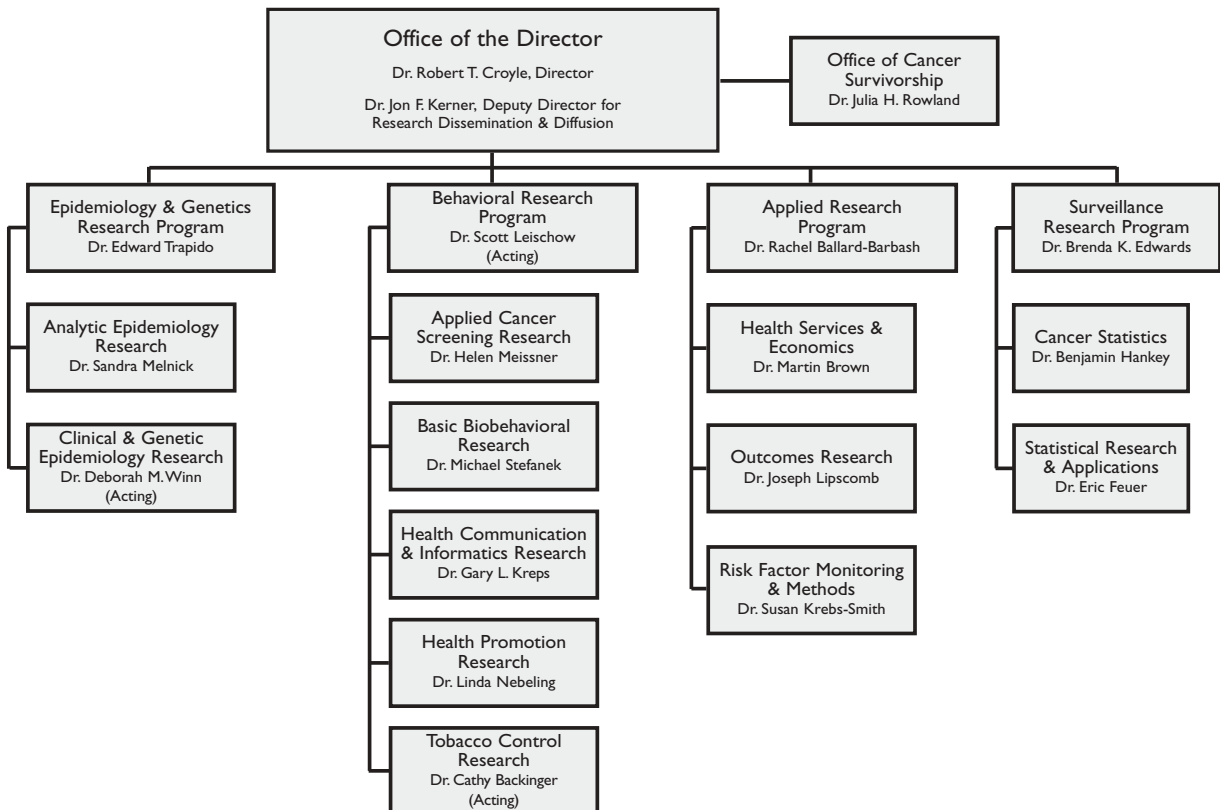 Office of the Director
Dr. Robert T. Croyle, Director
Dr. Jon F. Kerner, Deputy Director for
Research Dissemination & Diffusion
Office of Cancer
Survivorship
Dr. Julia H. Rowland
Epidemiology & Genetics
Research Program
Dr. Edward Trapido
Analytic Epidemiology
Research
Dr. Sandra Melnick
Clinical & Genetic
Epidemiology Research
Dr. Deborah M. Winn
(Acting)
Behavioral Research
Program
Dr. Scott Leischow
(Acting)
Applied Cancer
Screening Research
Dr. Helen Meissner
Basic Biobehavioral
Research
Dr. Michael Stefanek
Health Communication
& Informatics Research
Dr. Gary L. Kreps
Health Promotion
Research
Dr. Linda Nebeling
Tobacco Control
Research
Dr. Cathy Backinger
(Acting)
Applied Research
Program
Dr. Rachel Ballard-Barbash
Health Services &
Economics
Dr. Martin Brown
Outcomes Research
Dr. Joseph Lipscomb
Risk Factor Monitoring
& Methods
Dr. Susan Krebs-Smith
Surveillance
Research Program
Dr. Brenda K. Edwards
Cancer Statistics
Dr. Benjamin Hankey
Statistical Research
& Applications
Dr. Eric Feuer